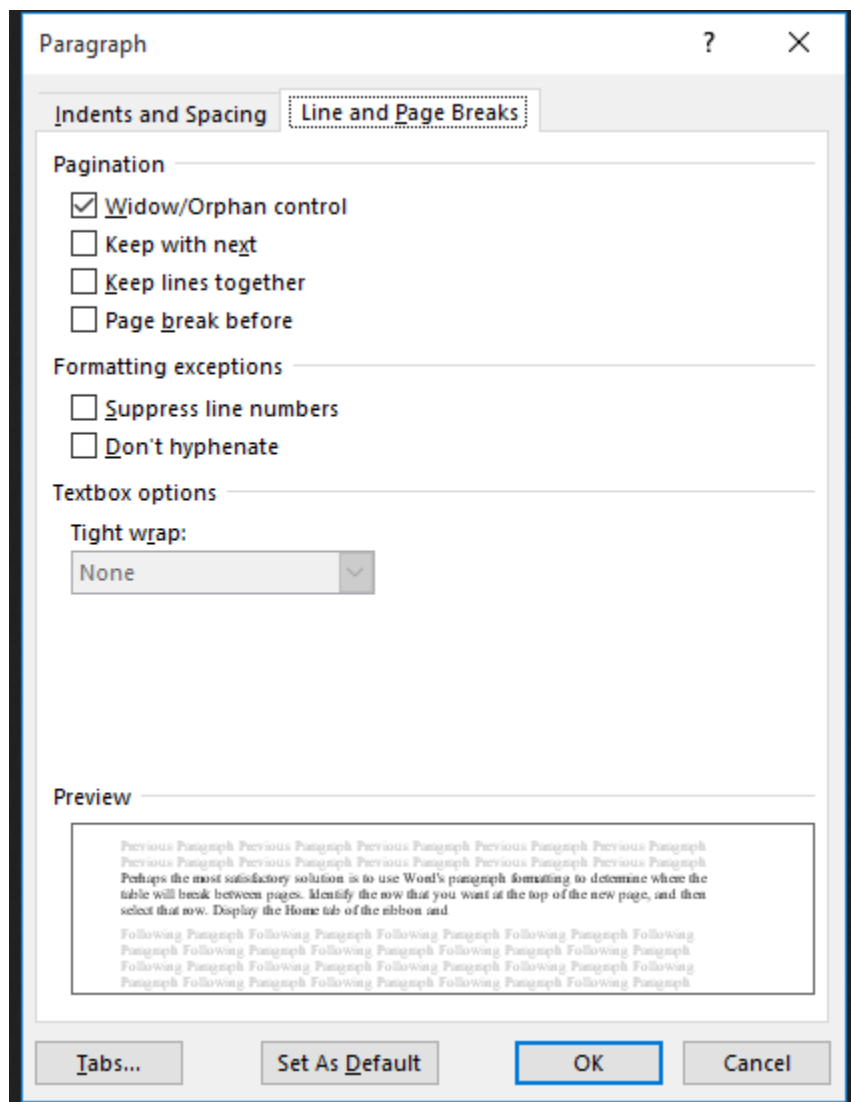 Paragraph ?
Indents and Spacing Line and Page Breaks
Pagination
Widow/Orphan control
Keep with next
Keep lines together
Page break before
Formatting exceptions
Suppress line numbers
Don't hyphenate
Textbox options
Tight wrap:
None
Preview
Previous Paragraph Previous Paragraph Previous Paragraph Previous Paragraph Previous Paragraph
Previous Paragraph Previous Paragraph Previous Paragraph Previous Paragraph Previous Paragraph
Perhaps the most satisfactory solution is to use Word's paragraph formatting to determine where the
table will break between pages. Identify the row that you want at the top of the new page, and then
select that row. Display the Home tab of the ribbon and
Following Paragraph Following Paragraph Following Paragraph Following Paragraph Following
Paragraph Following Paragraph Following Paragraph Following Paragraph Following Paragraph
Following Paragraph Following Paragraph Following Paragraph Following Paragraph Following
Paragraph Following Paragraph Following Paragraph Following Paragraph Following Paragraph
Tabs... Set As Default OK Cancel